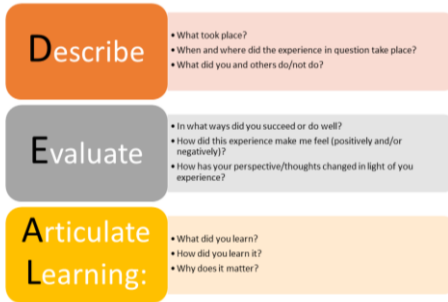 Describe
• What took place?
• When and where did the experience in question take place?
• What did you and others do/not do?
Evaluate
• In what ways did you succeed or do well?
• How did this experience make me feel (positively and/or
negatively)?
• How has your perspective/thoughts changed in light of you
experience?
Articulate
Learning:
• What did you learn?
• How did you learn it?
• Why does it matter?